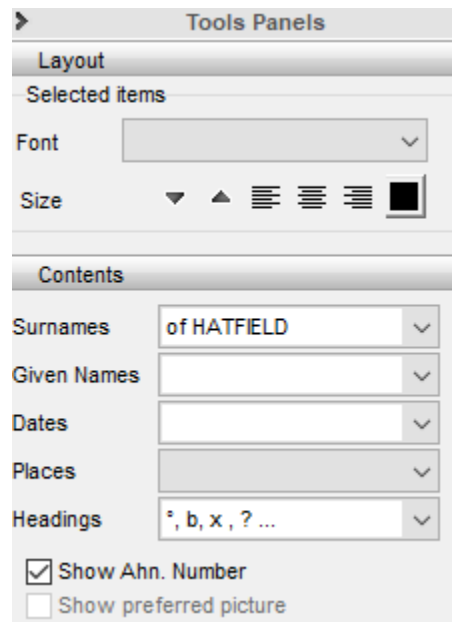 Tools Panels
Layout
Selected items
Font
Size
Contents
Surnames of HATFIELD
Given Names
Dates
Places
Headings °, b, x , ? ...
Show Ahn. Number
Show preferred picture